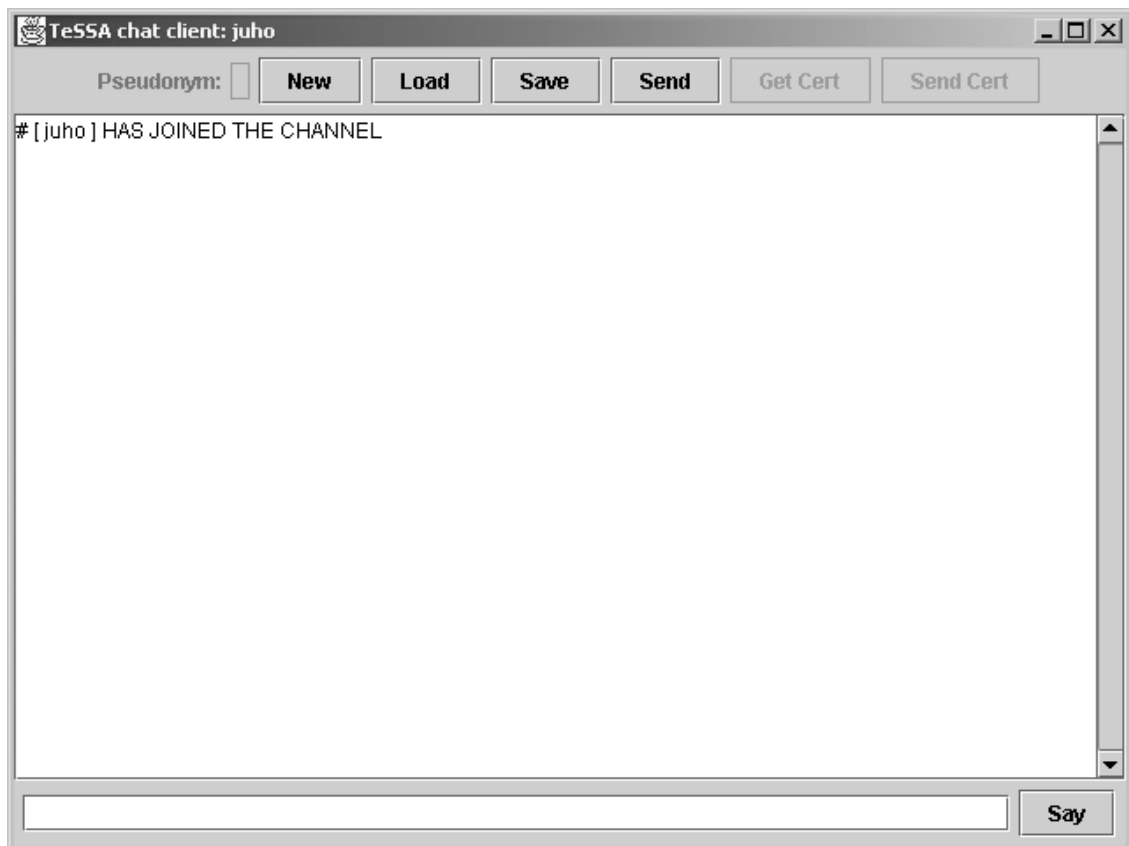 TeSSA chat client: juho
Pseudonym: New Load Save Send Get Cert Send Cert
# [ juho ] HAS JOINED THE CHANNEL
Say